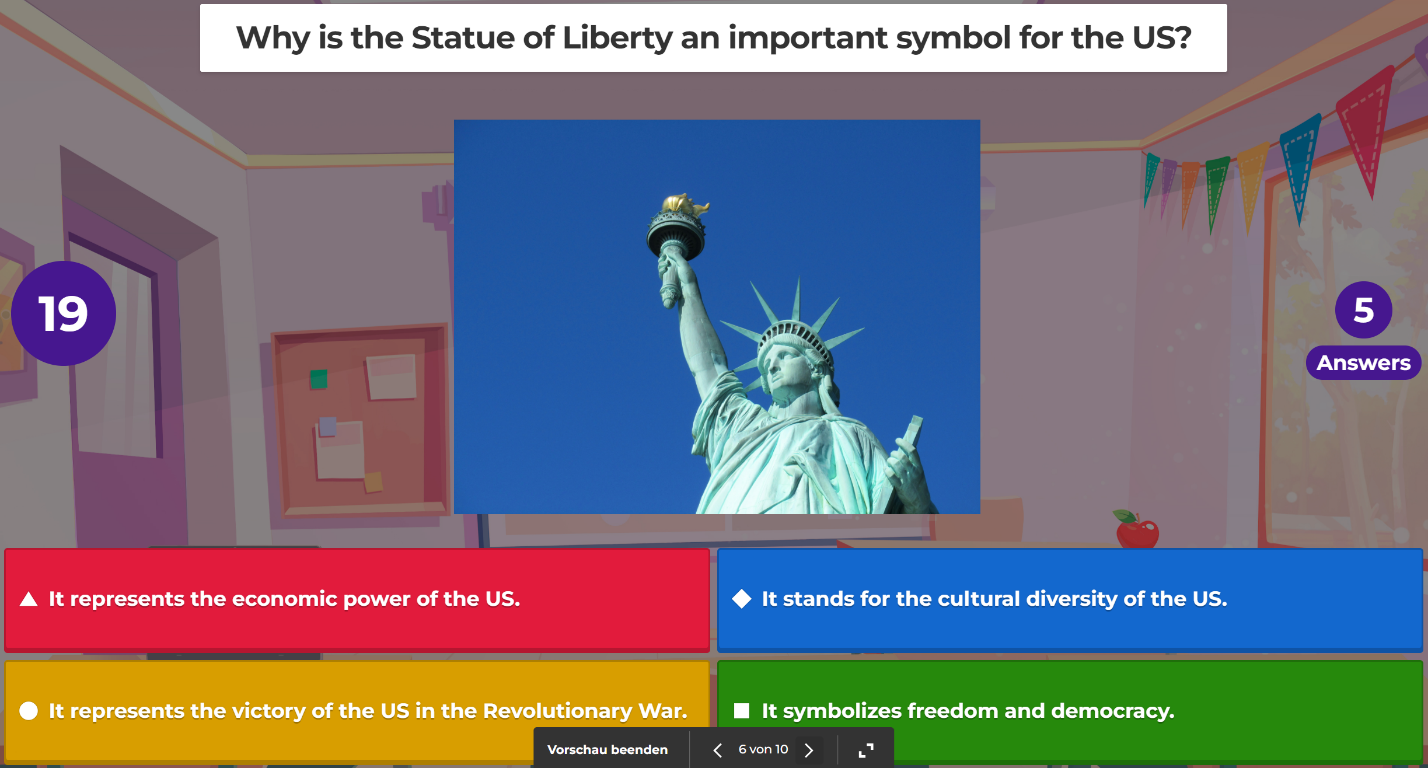 Why is the Statue of Liberty an important symbol for the US?
19
5
Answers
It represents the economic power of the US.
It stands for the cultural diversity of the US.
It represents the victory of the US in the Revolutionary War.
It symbolizes freedom and democracy.
Vorschau beenden
6 von 10